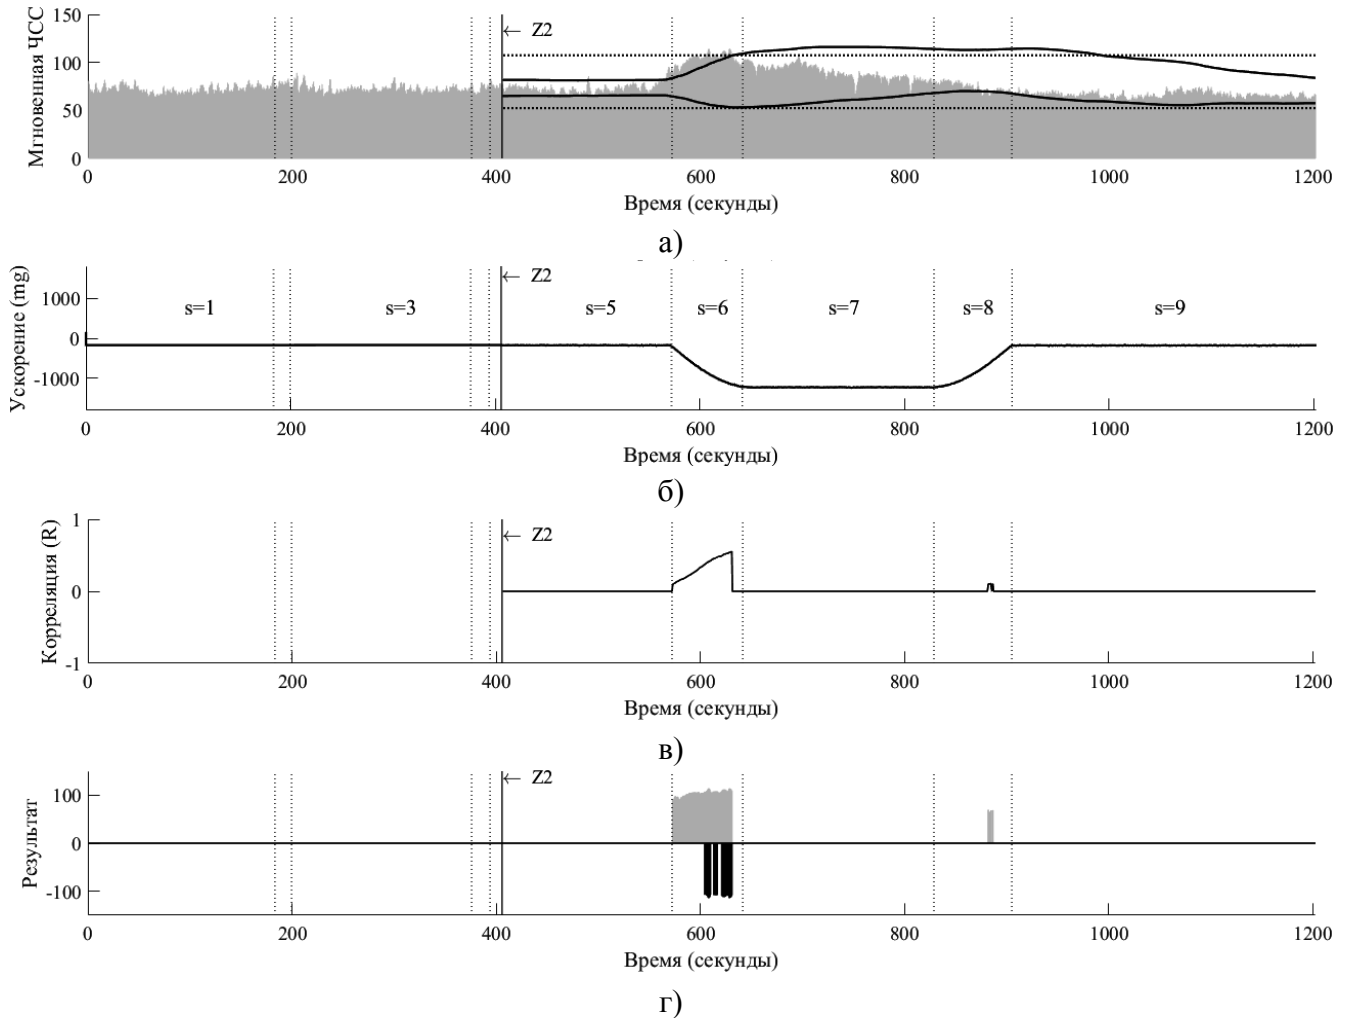 Мгновенная ЧСС
150
100
50
0
← Z2
0 200 400 600 800 1000 1200
Время (секунды)
а)
Ускорение (mg)
1000
0
-1000
← Z2
s=1 s=3 s=5 s=6 s=7 s=8 s=9
0 200 400 600 800 1000 1200
Время (секунды)
б)
Корреляция (R)
1
0
-1
← Z2
0 200 400 600 800 1000 1200
Время (секунды)
в)
Результат
100
0
-100
← Z2
0 200 400 600 800 1000 1200
Время (секунды)
г)